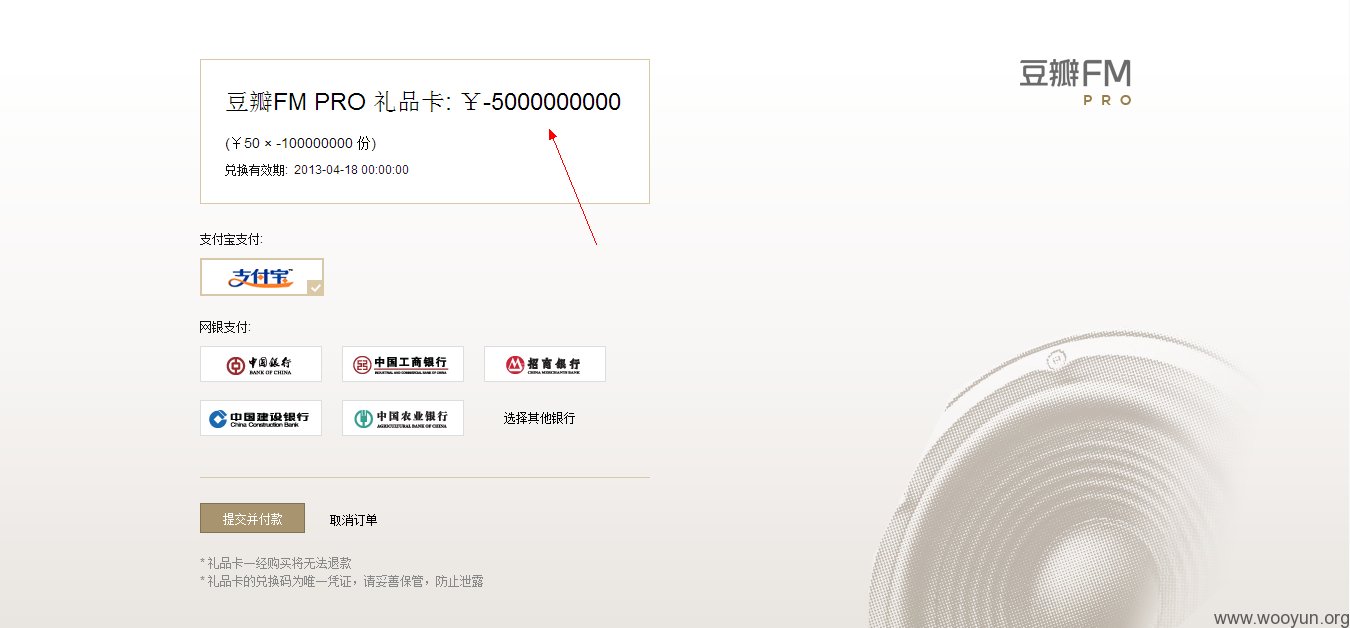 豆瓣FM
PRO
豆瓣FM PRO 礼品卡: ￥-5000000000
(￥50 × -100000000 份)
兑换有效期: 2013-04-18 00:00:00
支付宝支付:
支付宝
网银支付:
中国银行
BANK OF CHINA
中国工商银行
INDUSTRIAL AND COMMERCIAL BANK OF CHINA
招商银行
CHINA MERCHANTS BANK
中国建设银行
China Construction Bank
中国农业银行
AGRICULTURAL BANK OF CHINA
选择其他银行
提交并付款
取消订单
* 礼品卡一经购买将无法退款
* 礼品卡的兑换码为唯一凭证，请妥善保管，防止泄露
www.wooyun.org